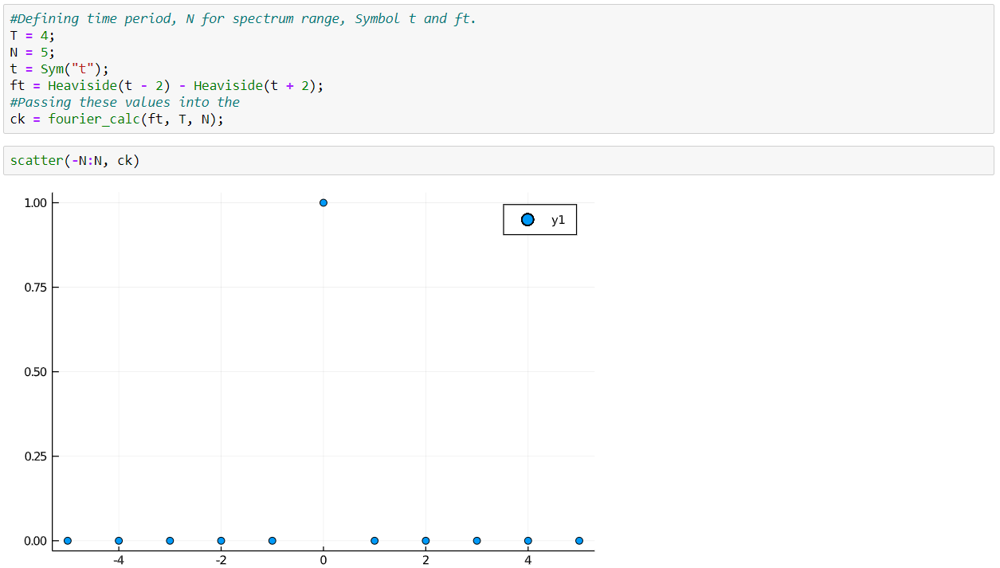 #Defining time period, N for spectrum range, Symbol t and ft.
T = 4;
N = 5;
t = Sym("t");
ft = Heaviside(t - 2) - Heaviside(t + 2);
#Passing these values into the
ck = fourier_calc(ft, T, N);
scatter(-N:N, ck)
1.00
y1
0.75
0.50
0.25
0.00
-4 -2 0 2 4